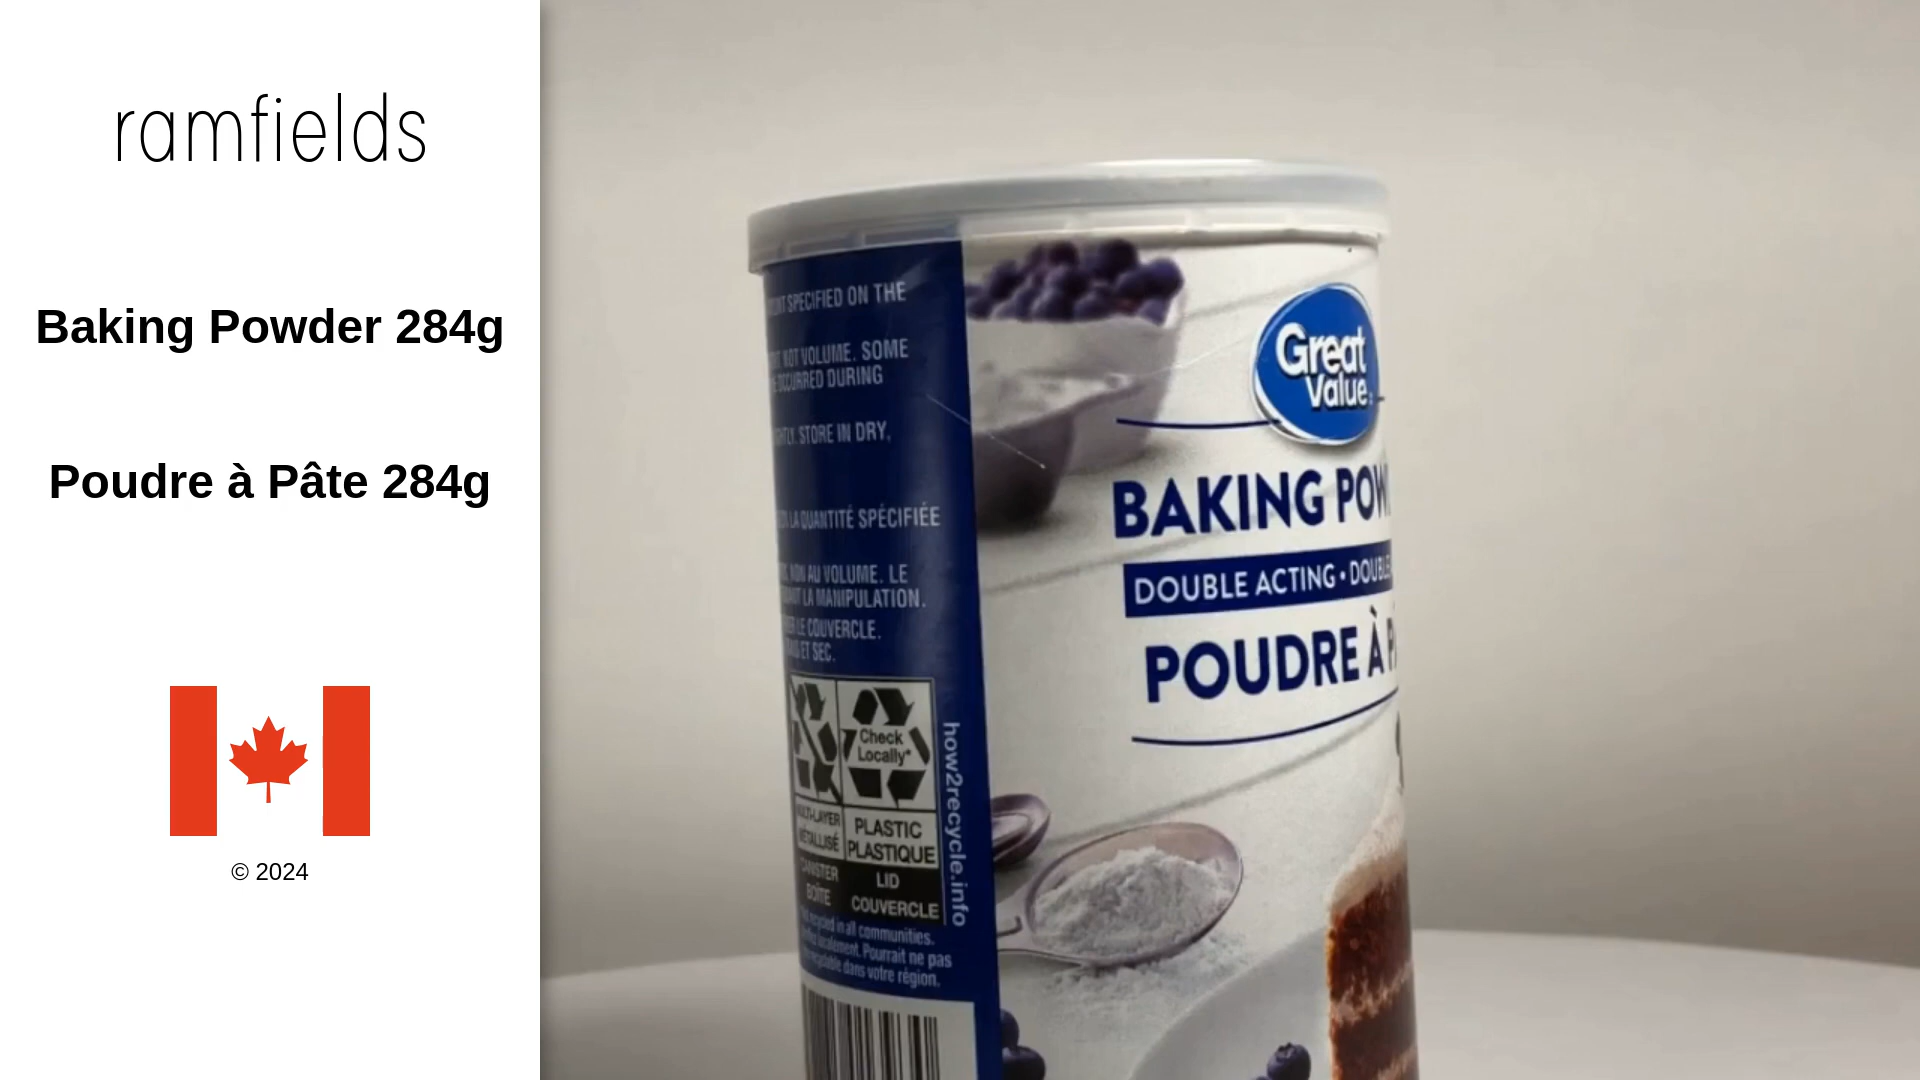 ramfields
Baking Powder 284g
Poudre à Pâte 284g
© 2024
SPECIFIED ON THE
NOT VOLUME. SOME
OCCURRED DURING
STORE IN DRY,
LA QUANTITÉ SPÉCIFIÉE
NON AU VOLUME. LE
LA MANIPULATION.
LE COUVERCLE.
ET SEC.
Check
Locally*
MULTI-LAYER
MÉTALLISÉ
PLASTIC
PLASTIQUE
CANISTER
BOÎTE
LID
COUVERCLE
how2recycle.info
recycled in all communities.
localement. Pourrait ne pas
recyclable dans votre région.
Great
Value
BAKING
DOUBLE ACTING •
POUDRE À